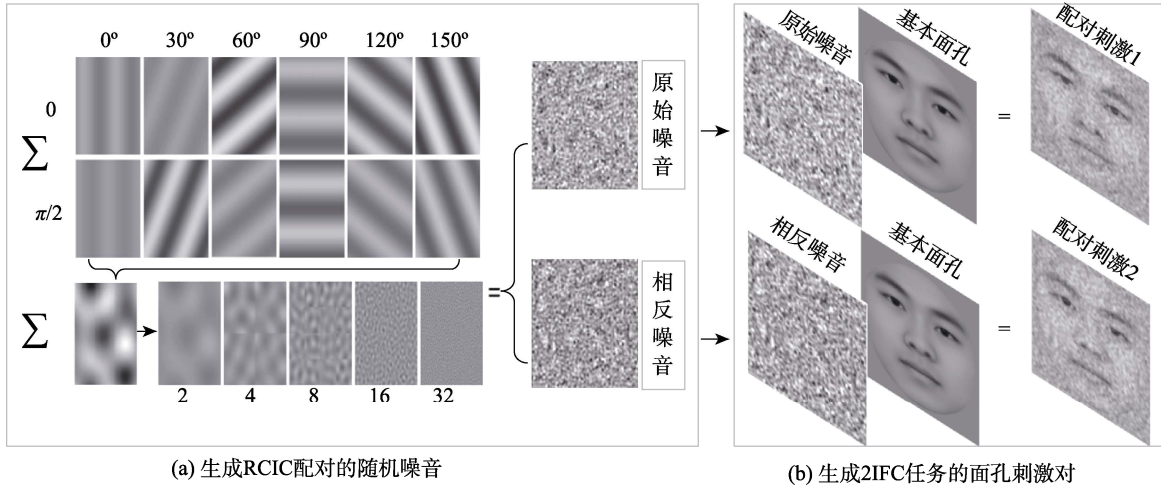 0º 30º 60º 90º 120º 150º
0
∑
π/2
∑
=
2 4 8 16 32
原始噪音
相反噪音
(a) 生成RCIC配对的随机噪音
原始噪音 基本面孔 = 配对刺激1
相反噪音 基本面孔 = 配对刺激2
(b) 生成2IFC任务的面孔刺激对